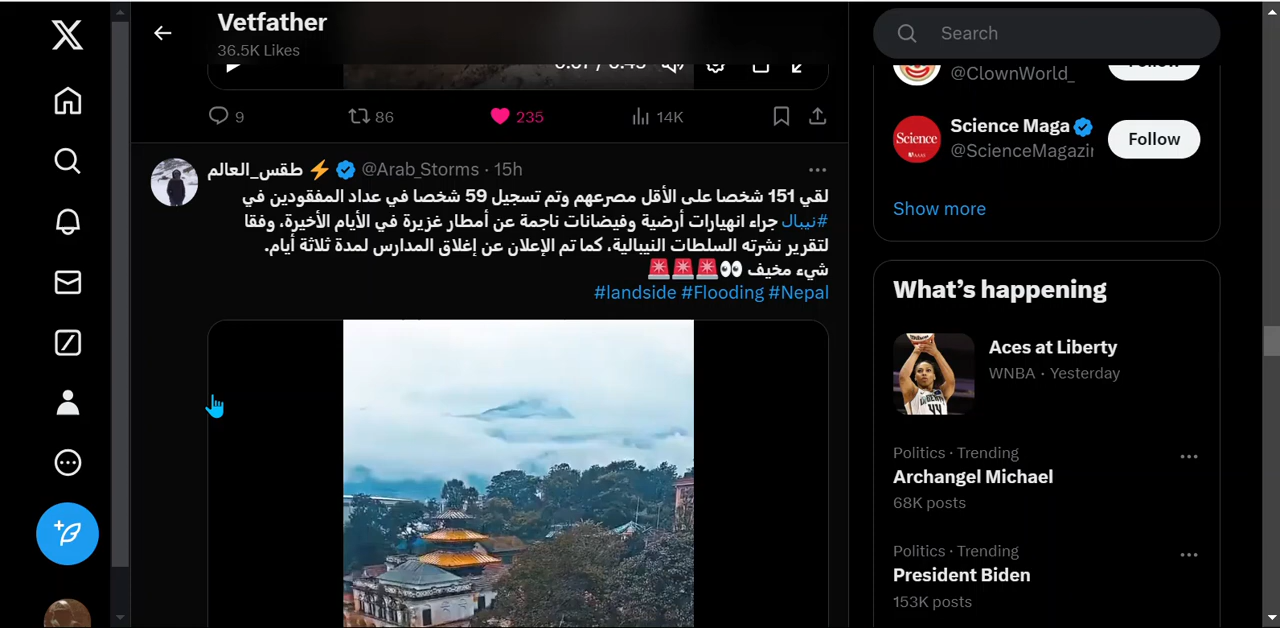 Vetfather
36.5K Likes
9
86
235
14K
طقس_العالم ⚡ @Arab_Storms · 15h
لقي 151 شخصا على الأقل مصرعهم وتم تسجيل 59 شخصا في عداد المفقودين في
#نيبال جراء انهيارات أرضية وفيضانات ناجمة عن أمطار غزيرة في الأيام الأخيرة، وفقا
لتقرير نشرته السلطات النيبالية، كما تم الإعلان عن إغلاق المدارس لمدة ثلاثة أيام.
شيء مخيف 👀🚨🚨🚨
#landside #Flooding #Nepal
Search
@ClownWorld_
Science Maga
@ScienceMagazin
Follow
Show more
What's happening
Aces at Liberty
WNBA · Yesterday
Politics · Trending
Archangel Michael
68K posts
Politics · Trending
President Biden
153K posts